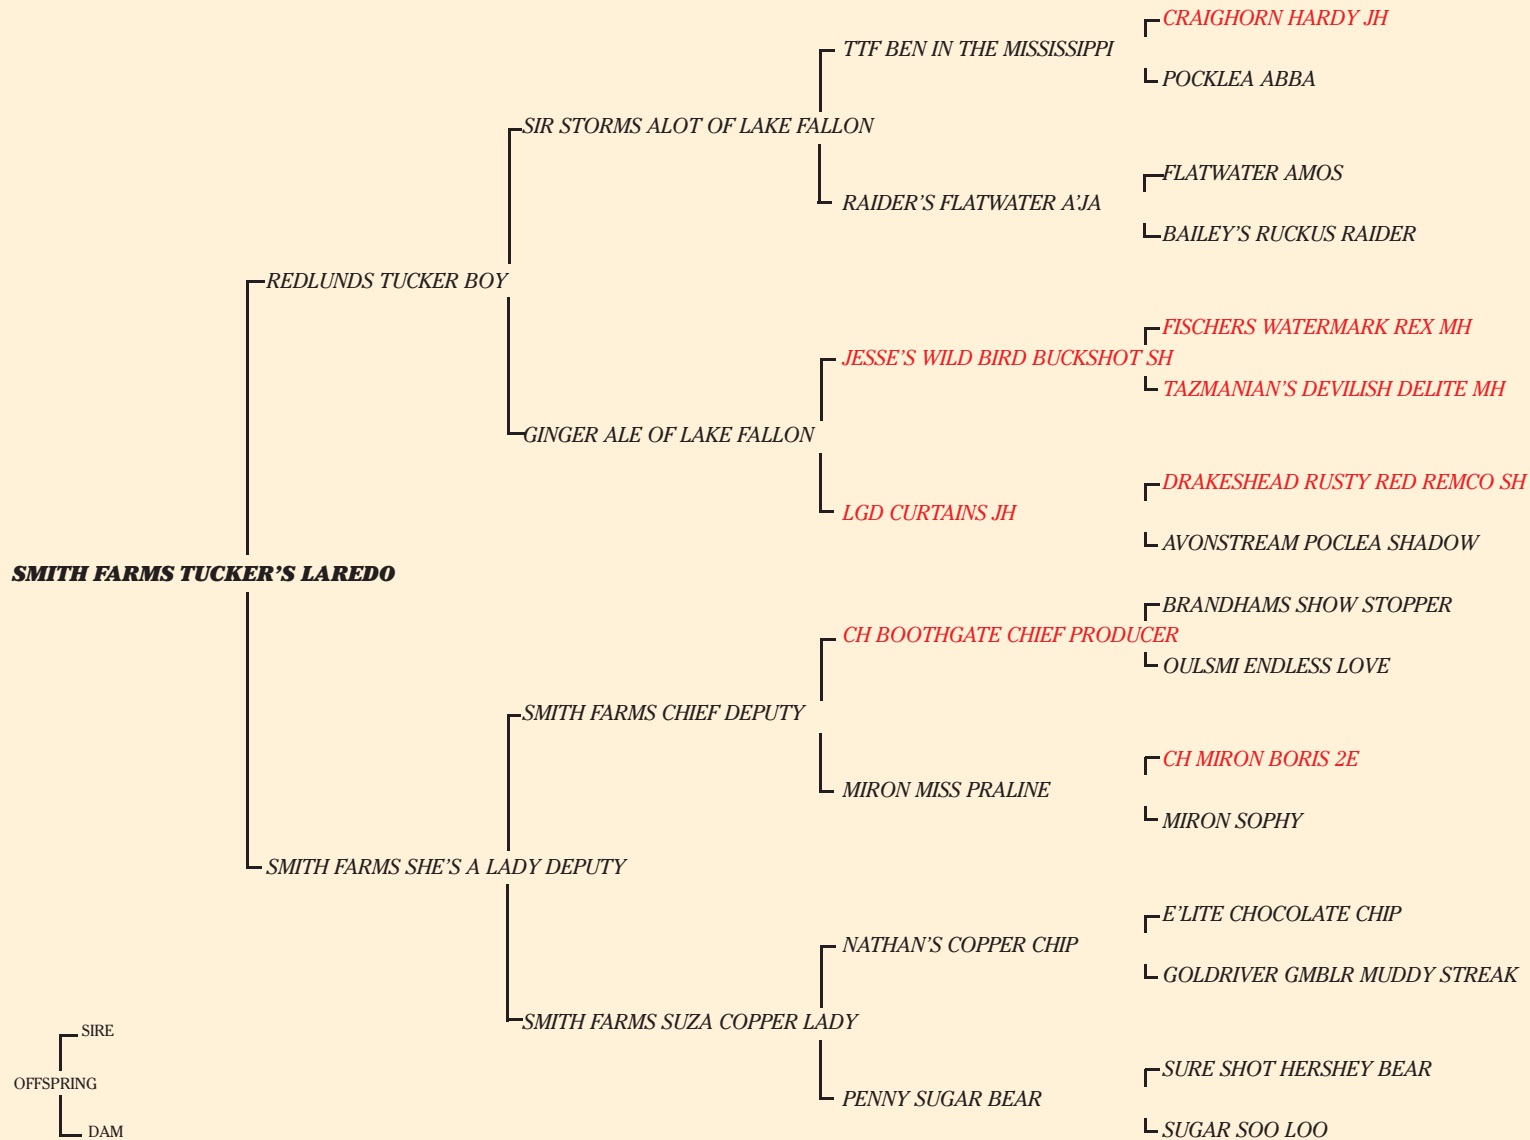 CRAIGHORN HARDY JH
TTF BEN IN THE MISSISSIPPI
POCKLEA ABBA
SIR STORMS ALOT OF LAKE FALLON
FLATWATER AMOS
RAIDER'S FLATWATER A'JA
BAILEY'S RUCKUS RAIDER
REDLUNDS TUCKER BOY
FISCHERS WATERMARK REX MH
JESSE'S WILD BIRD BUCKSHOT SH
TAZMANIAN'S DEVILISH DELITE MH
GINGER ALE OF LAKE FALLON
DRAKESHEAD RUSTY RED REMCO SH
LGD CURTAINS JH
AVONSTREAM POCLEA SHADOW
SMITH FARMS TUCKER'S LAREDO
BRANDHAMS SHOW STOPPER
CH BOOTHGATE CHIEF PRODUCER
OULSMI ENDLESS LOVE
SMITH FARMS CHIEF DEPUTY
CH MIRON BORIS 2E
MIRON MISS PRALINE
MIRON SOPHY
SMITH FARMS SHE'S A LADY DEPUTY
E'LITE CHOCOLATE CHIP
NATHAN'S COPPER CHIP
GOLDRIVER GMBLR MUDDY STREAK
SMITH FARMS SUZA COPPER LADY
SURE SHOT HERSHEY BEAR
PENNY SUGAR BEAR
SUGAR SOO LOO
SIRE
OFFSPRING
DAM